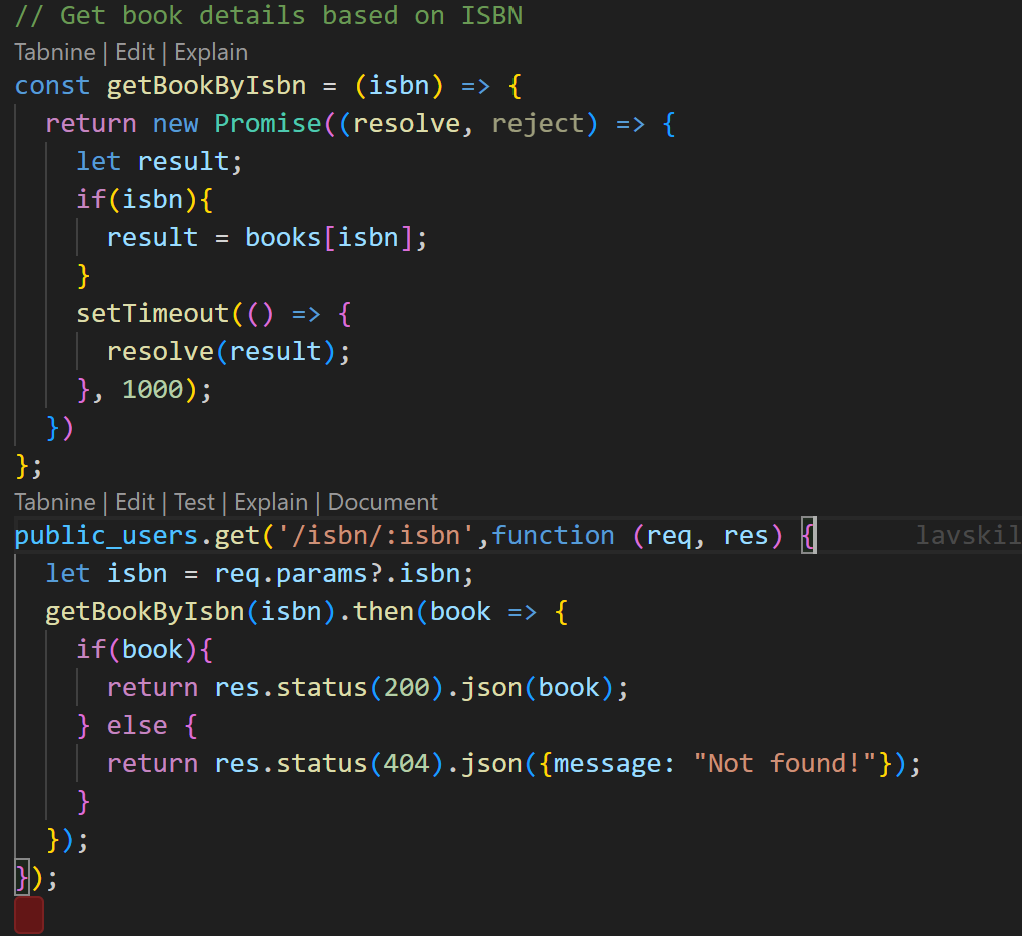 // Get book details based on ISBN
Tabnine | Edit | Explain
const getBookByIsbn = (isbn) => {
  return new Promise((resolve, reject) => {
    let result;
    if(isbn){
      result = books[isbn];
    }
    setTimeout(() => {
      resolve(result);
    }, 1000);
  })
};
Tabnine | Edit | Test | Explain | Document
public_users.get('/isbn/:isbn',function (req, res) {
  let isbn = req.params?.isbn;
  getBookByIsbn(isbn).then(book => {
    if(book){
      return res.status(200).json(book);
    } else {
      return res.status(404).json({message: "Not found!"});
    }
  });
});